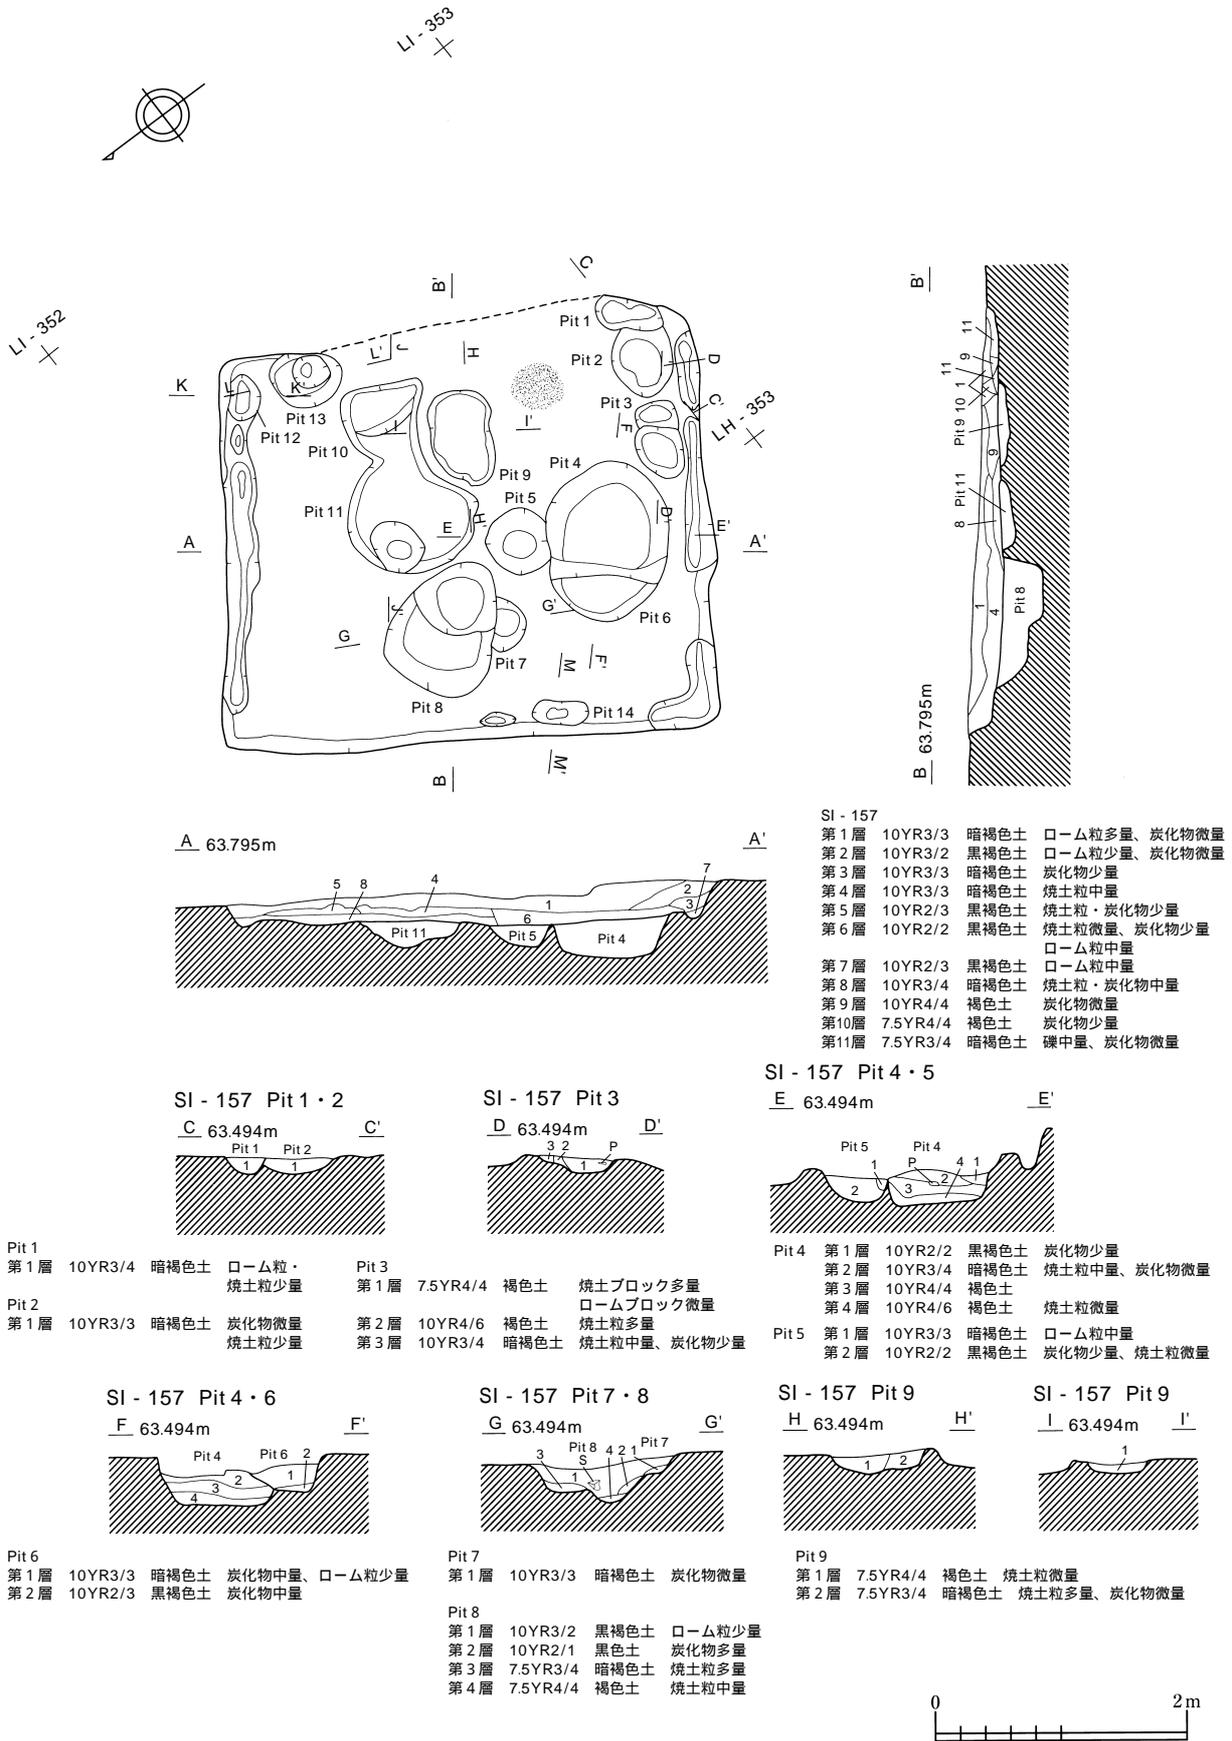 LI - 353
LI - 352
LH - 353
C
B'
J
L'
H
Pit 1
Pit 2
D
K
L
K'
Pit 13
Pit 12
I
I'
Pit 3
F
C'
Pit 10
Pit 9
Pit 4
Pit 11
Pit 5
E
H'
D'
E'
A
A'
J'
G'
G
Pit 6
Pit 7
M
F'
Pit 8
Pit 14
B
M'
B'
11
9
11
1
10
Pit 9
9
Pit 11
8
1
4
Pit 8
B 63.795m
A 63.795m A'
5 8 4 7
1 2
3
6
Pit 11 Pit 5 Pit 4
SI - 157
第1層 10YR3/3 暗褐色土 ローム粒多量、炭化物微量
第2層 10YR3/2 黒褐色土 ローム粒少量、炭化物微量
第3層 10YR3/3 暗褐色土 炭化物少量
第4層 10YR3/3 暗褐色土 焼土粒中量
第5層 10YR2/3 黒褐色土 焼土粒・炭化物少量
第6層 10YR2/2 黒褐色土 焼土粒微量、炭化物少量
ローム粒中量
第7層 10YR2/3 黒褐色土 ローム粒中量
第8層 10YR3/4 暗褐色土 焼土粒・炭化物中量
第9層 10YR4/4 褐色土 炭化物微量
第10層 7.5YR4/4 褐色土 炭化物少量
第11層 7.5YR3/4 暗褐色土 礫中量、炭化物微量
SI - 157 Pit 1・2
C 63.494m C'
Pit 1 Pit 2
1 1
SI - 157 Pit 3
D 63.494m D'
3 2 P
1
SI - 157 Pit 4・5
E 63.494m E'
Pit 5 Pit 4
1 P 4 1
2 3 2
Pit 1
第1層 10YR3/4 暗褐色土 ローム粒・
焼土粒少量
Pit 2
第1層 10YR3/3 暗褐色土 炭化物微量
焼土粒少量
Pit 3
第1層 7.5YR4/4 褐色土 焼土ブロック多量
ロームブロック微量
第2層 10YR4/6 褐色土 焼土粒多量
第3層 10YR3/4 暗褐色土 焼土粒中量、炭化物少量
Pit 4 第1層 10YR2/2 黒褐色土 炭化物少量
第2層 10YR3/4 暗褐色土 焼土粒中量、炭化物微量
第3層 10YR4/4 褐色土
第4層 10YR4/6 褐色土 焼土粒微量
Pit 5 第1層 10YR3/3 暗褐色土 ローム粒中量
第2層 10YR2/2 黒褐色土 炭化物少量、焼土粒微量
SI - 157 Pit 4・6
F 63.494m F'
Pit 4 Pit 6 2
2 1
3
4
SI - 157 Pit 7・8
G 63.494m G'
3 Pit 8 4 2 1 Pit 7
S
1
SI - 157 Pit 9
H 63.494m H'
1 2
SI - 157 Pit 9
I 63.494m I'
1
Pit 6
第1層 10YR3/3 暗褐色土 炭化物中量、ローム粒少量
第2層 10YR2/3 黒褐色土 炭化物中量
Pit 7
第1層 10YR3/3 暗褐色土 炭化物微量
Pit 8
第1層 10YR3/2 黒褐色土 ローム粒少量
第2層 10YR2/1 黒色土 炭化物多量
第3層 7.5YR3/4 暗褐色土 焼土粒多量
第4層 7.5YR4/4 褐色土 焼土粒中量
Pit 9
第1層 7.5YR4/4 褐色土 焼土粒微量
第2層 7.5YR3/4 暗褐色土 焼土粒多量、炭化物微量
0 2m